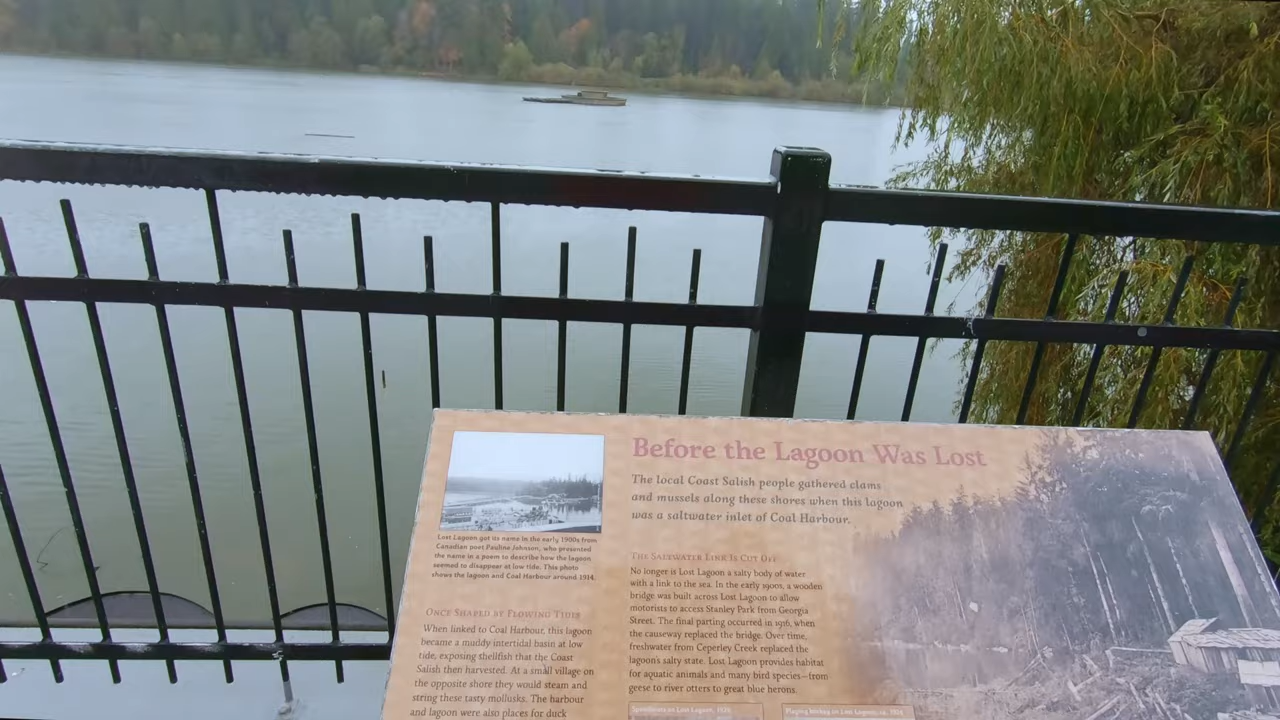 Before the Lagoon Was Lost
The local Coast Salish people gathered clams
and mussels along these shores when this lagoon
was a saltwater inlet of Coal Harbour.
Lost Lagoon got its name in the early 1900s from
Canadian poet Pauline Johnson, who presented
the name in a poem to describe how the lagoon
seemed to disappear at low tide. This photo
shows the lagoon and Coal Harbour around 1914.
Once Shaped by Flowing Tides
When linked to Coal Harbour, this lagoon
became a muddy intertidal basin at low
tide, exposing shellfish that the Coast
Salish then harvested. At a small village on
the opposite shore they would steam and
string these tasty mollusks. The harbour
and lagoon were also places for duck
The Saltwater Link Is Cut Off
No longer is Lost Lagoon a salty body of water
with a link to the sea. In the early 1900s, a wooden
bridge was built across Lost Lagoon to allow
motorists to access Stanley Park from Georgia
Street. The final parting occurred in 1916, when
the causeway replaced the bridge. Over time,
freshwater from Ceperley Creek replaced the
lagoon's salty state. Lost Lagoon provides habitat
for aquatic animals and many bird species—from
geese to river otters to great blue herons.
on Lost Lagoon,
Playing hockey on Lost Lagoon, ca.